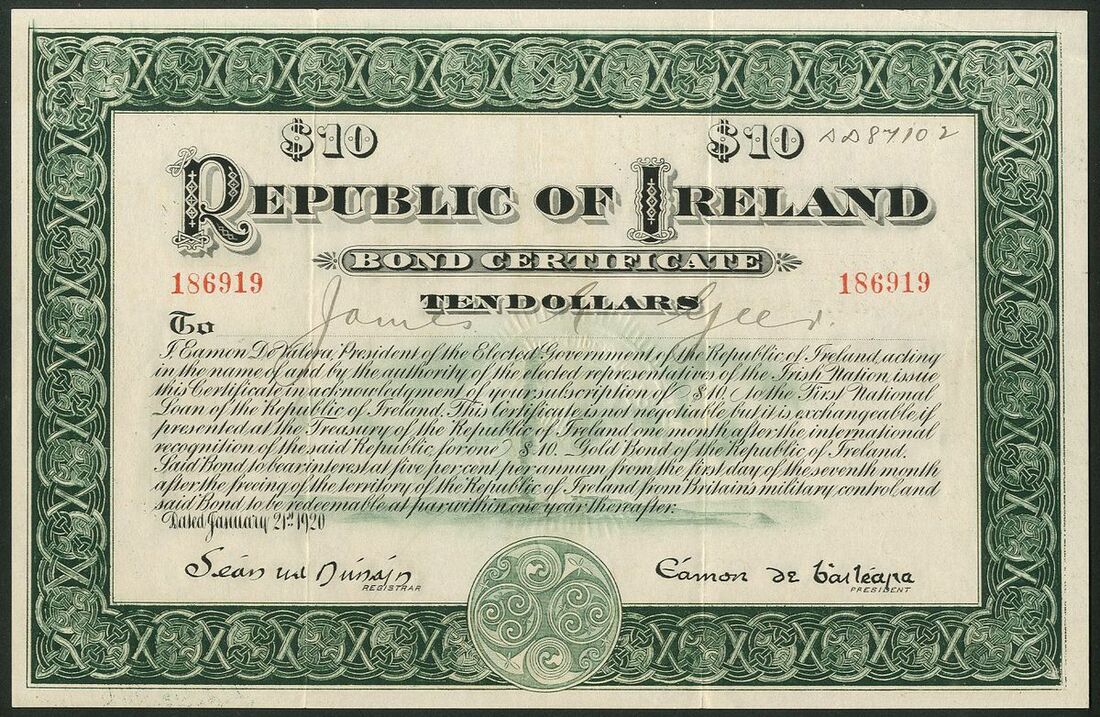 $10 $10 AA87102
REPUBLIC OF IRELAND
BOND CERTIFICATE
186919 186919
TEN DOLLARS
To James Geer.
I Eamon De Valera, President of the Elected Government of the Republic of Ireland, acting
in the name of and by the authority of the elected representatives of the Irish Nation, issue
this Certificate in acknowledgment of your subscription of $10. to the First National
Loan of the Republic of Ireland. This Certificate is not negotiable but it is exchangeable if
presented at the Treasury of the Republic of Ireland one month after the international
recognition of the said Republic, for one $10. Gold Bond of the Republic of Ireland.
Said Bond to bear interest at five per cent per annum from the first day of the seventh month
after the freeing of the territory of the Republic of Ireland from Britain's military control and
said Bond to be redeemable at par within one year thereafter.
Dated January 21st 1920
Seán ua Nunáin Éamon de Bailéara
REGISTRAR PRESIDENT